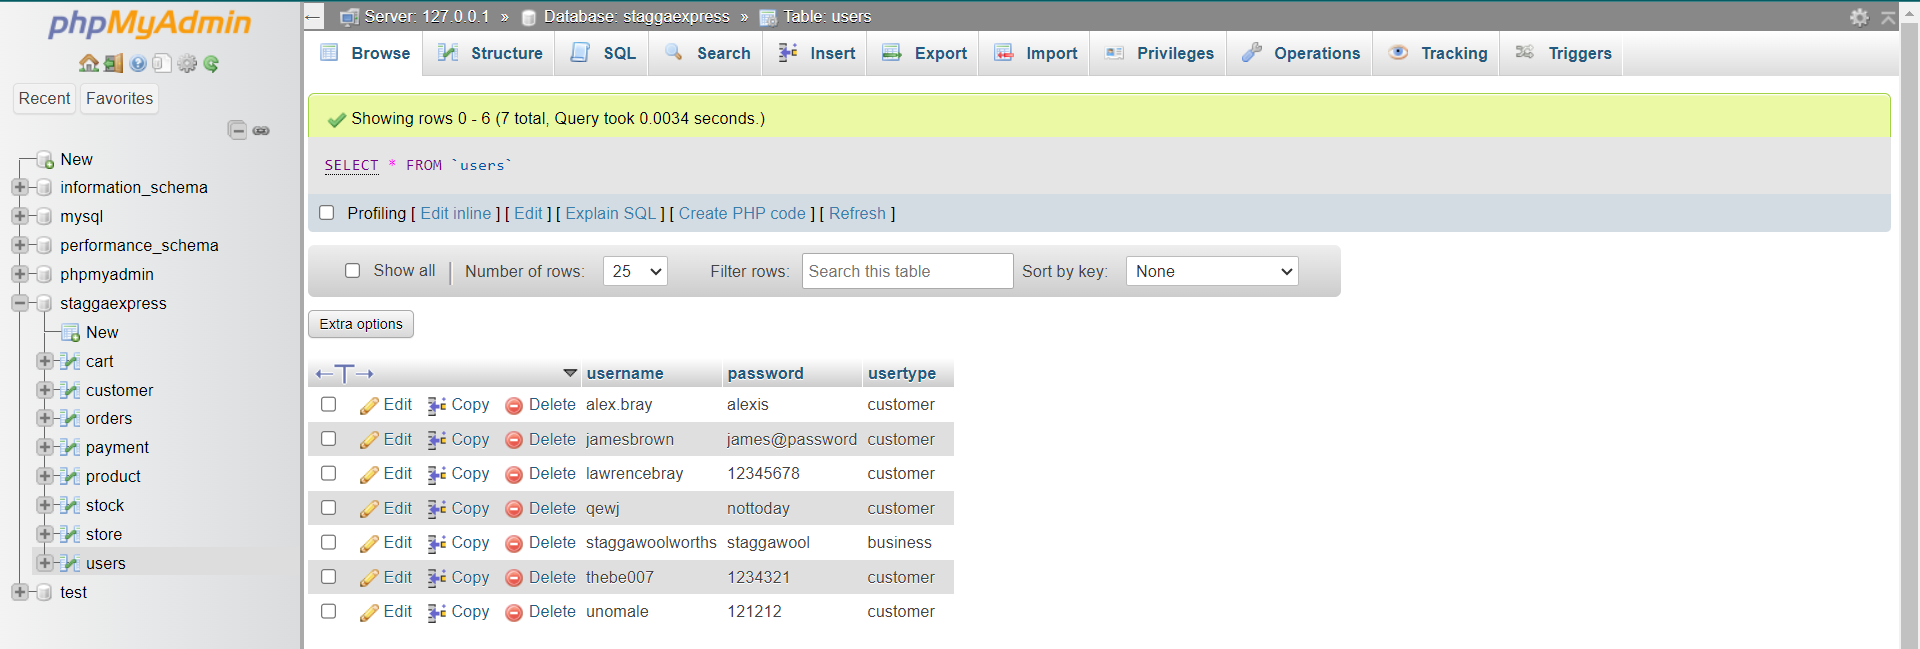 phpMyAdmin
Recent Favorites
New
information_schema
mysql
performance_schema
phpmyadmin
staggaexpress
New
cart
customer
orders
payment
product
stock
store
users
test
Server: 127.0.0.1 » Database: staggaexpress » Table: users
Browse Structure SQL Search Insert Export Import Privileges Operations Tracking Triggers
Showing rows 0 - 6 (7 total, Query took 0.0034 seconds.)
SELECT * FROM `users`
Profiling [ Edit inline ] [ Edit ] [ Explain SQL ] [ Create PHP code ] [ Refresh ]
Show all Number of rows: 25 Filter rows: Search this table Sort by key: None
Extra options
username password usertype
Edit Copy Delete alex.bray alexis customer
Edit Copy Delete jamesbrown james@password customer
Edit Copy Delete lawrencebray 12345678 customer
Edit Copy Delete qewj nottoday customer
Edit Copy Delete staggawoolworths staggawool business
Edit Copy Delete thebe007 1234321 customer
Edit Copy Delete unomale 121212 customer